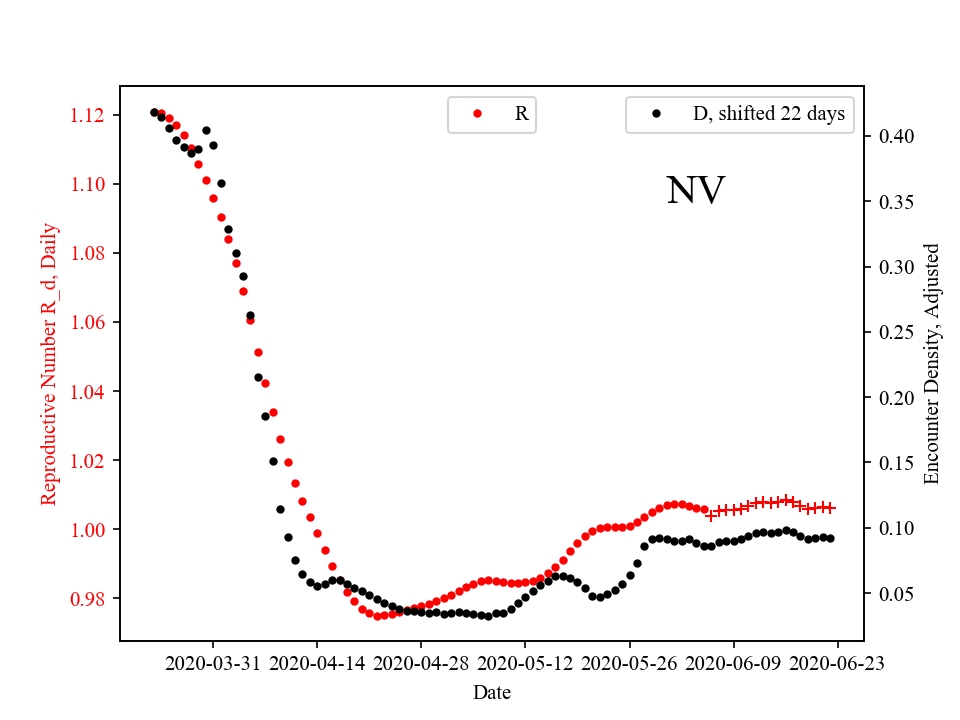 R
D, shifted 22 days
NV
Reproductive Number R_d, Daily
1.12
1.10
1.08
1.06
1.04
1.02
1.00
0.98
0.40
0.35
0.30
0.25
0.20
0.15
0.10
0.05
Encounter Density, Adjusted
2020-03-31 2020-04-14 2020-04-28 2020-05-12 2020-05-26 2020-06-09 2020-06-23
Date